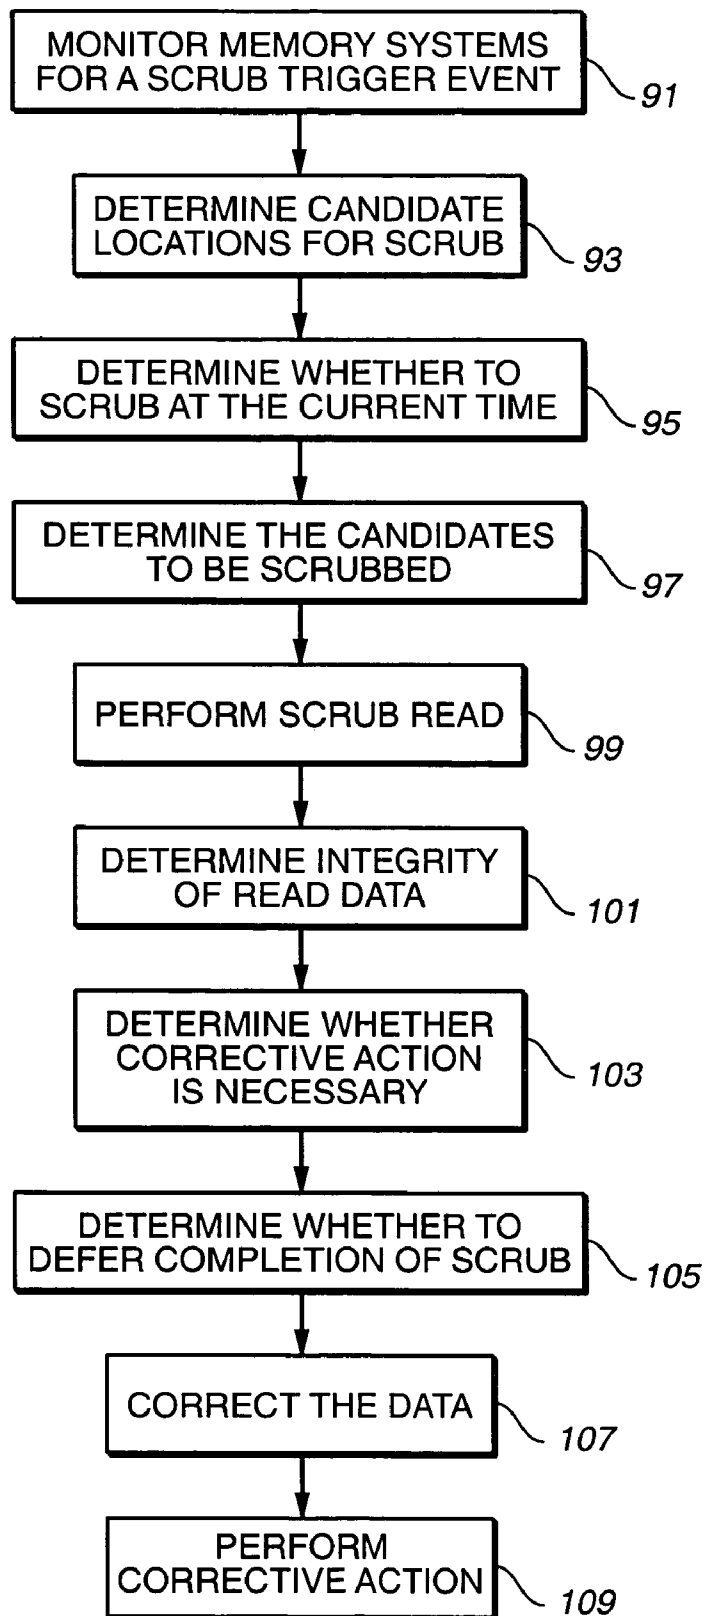 MONITOR MEMORY SYSTEMS
FOR A SCRUB TRIGGER EVENT
91
DETERMINE CANDIDATE
LOCATIONS FOR SCRUB
93
DETERMINE WHETHER TO
SCRUB AT THE CURRENT TIME
95
DETERMINE THE CANDIDATES
TO BE SCRUBBED
97
PERFORM SCRUB READ
99
DETERMINE INTEGRITY
OF READ DATA
101
DETERMINE WHETHER
CORRECTIVE ACTION
IS NECESSARY
103
DETERMINE WHETHER TO
DEFER COMPLETION OF SCRUB
105
CORRECT THE DATA
107
PERFORM
CORRECTIVE ACTION
109